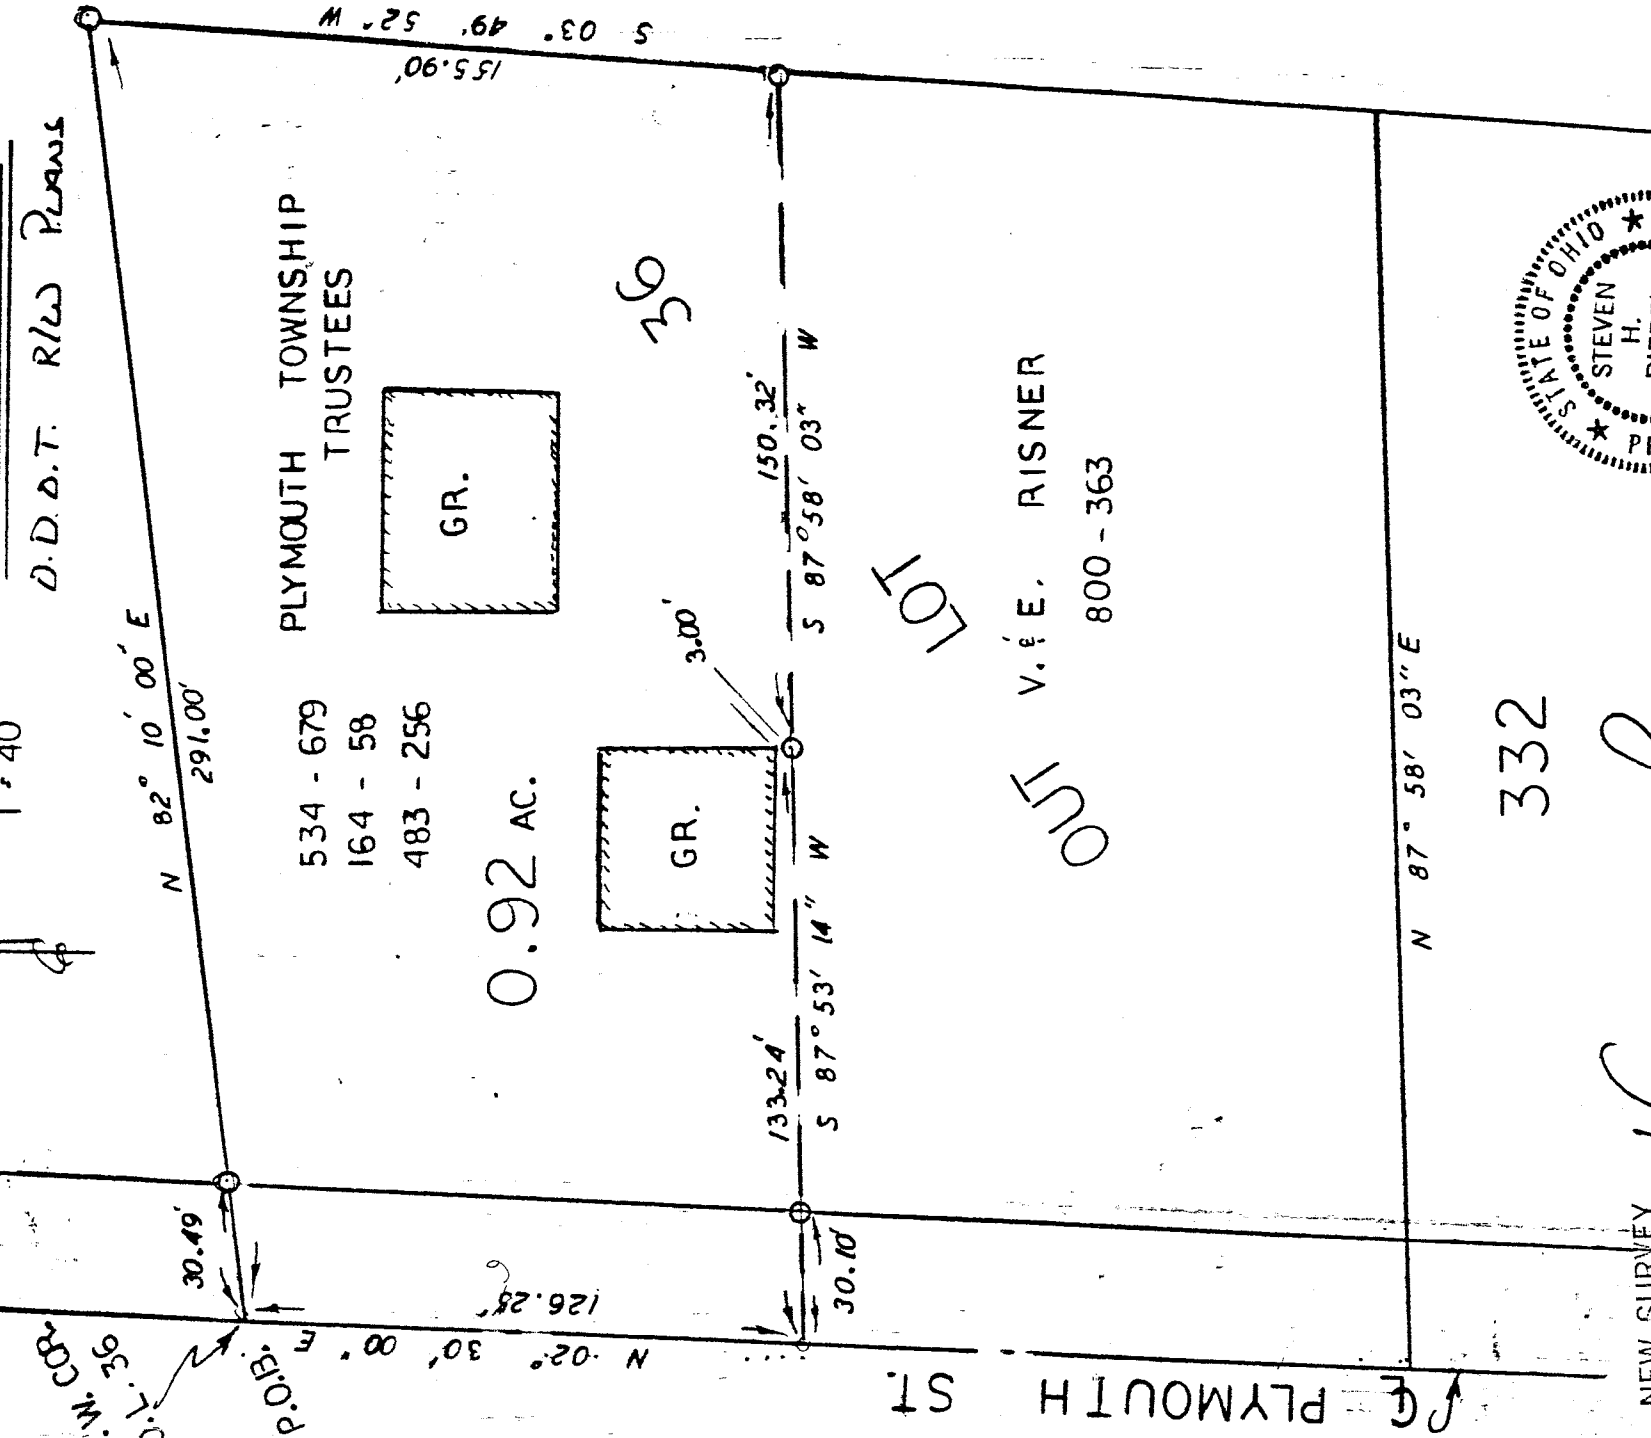 O.D.O.T. R/W PLANS
N 82° 10' 00" E
291.00'
S 03° 49' 52" W
155.90'
PLYMOUTH TOWNSHIP
TRUSTEES
534 - 679
164 - 58
483 - 256
0.92 AC.
GR.
GR.
36
3.00'
150.32'
S 87° 58' 03" W
133.24'
S 87° 53' 14" W
30.49'
30.10'
126.25'
N 02° 30' 00" E
P.O.B.
W. COR.
O.L. 36
OUT LOT
V. & E. RISNER
800 - 363
N 87° 58' 03" E
332
℄ PLYMOUTH ST.
STATE OF OHIO
STEVEN
H.
NEW SURVEY